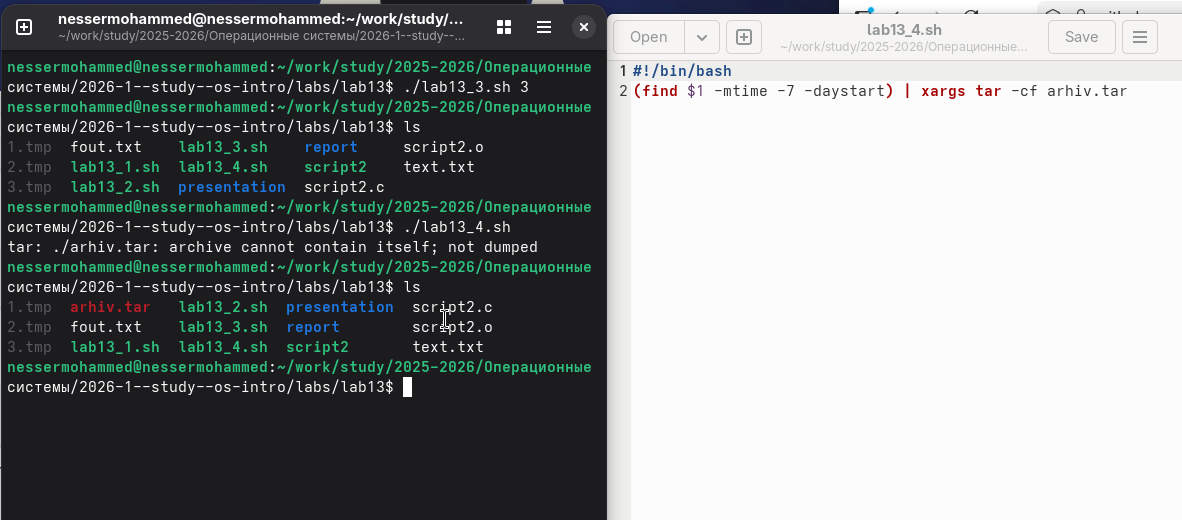 nessermohammed@nessermohammed:~/work/study/...
~/work/study/2025-2026/Операционные системы/2026-1--study--...
nessermohammed@nessermohammed:~/work/study/2025-2026/Операционные
системы/2026-1--study--os-intro/labs/lab13$ ./lab13_3.sh 3
nessermohammed@nessermohammed:~/work/study/2025-2026/Операционные
системы/2026-1--study--os-intro/labs/lab13$ ls
1.tmp  fout.txt    lab13_3.sh    report     script2.o
2.tmp  lab13_1.sh  lab13_4.sh    script2    text.txt
3.tmp  lab13_2.sh  presentation  script2.c
nessermohammed@nessermohammed:~/work/study/2025-2026/Операционные
системы/2026-1--study--os-intro/labs/lab13$ ./lab13_4.sh
tar: ./arhiv.tar: archive cannot contain itself; not dumped
nessermohammed@nessermohammed:~/work/study/2025-2026/Операционные
системы/2026-1--study--os-intro/labs/lab13$ ls
1.tmp  arhiv.tar   lab13_2.sh  presentation  script2.c
2.tmp  fout.txt    lab13_3.sh  report        script2.o
3.tmp  lab13_1.sh  lab13_4.sh  script2       text.txt
nessermohammed@nessermohammed:~/work/study/2025-2026/Операционные
системы/2026-1--study--os-intro/labs/lab13$
Open
lab13_4.sh
~/work/study/2025-2026/Операционные...
Save
1 #!/bin/bash
2 (find $1 -mtime -7 -daystart) | xargs tar -cf arhiv.tar